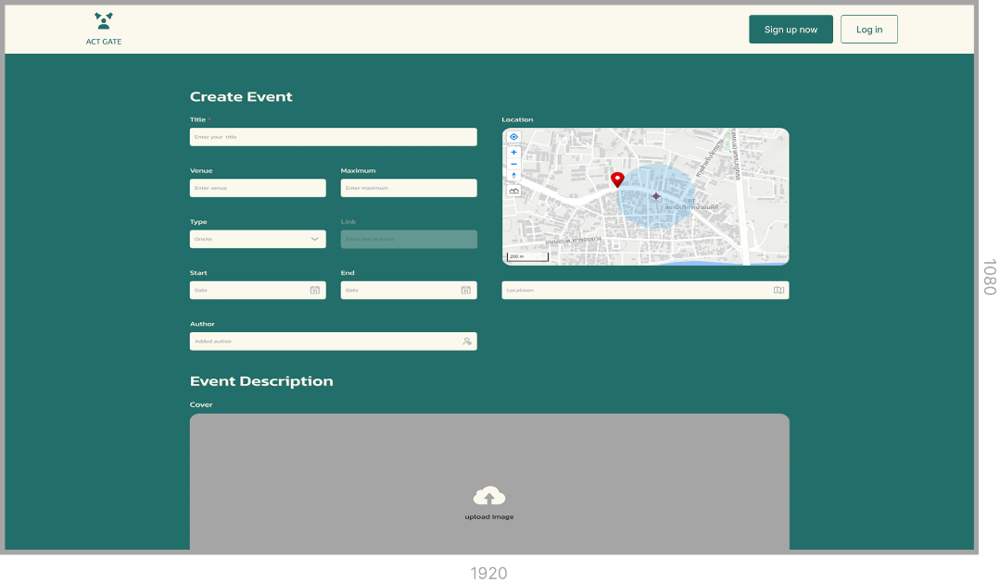 ACT GATE
Sign up now
Log in
Create Event
Title *
Enter your title
Venue
Maximum
Enter venue
Enter maximum
Type
Link
Onsite
Enter link to event
Start
End
Date
31
Date
31
Author
Added author
Location
200 m
Locatioon
Event Description
Cover
upload image
1080
1920